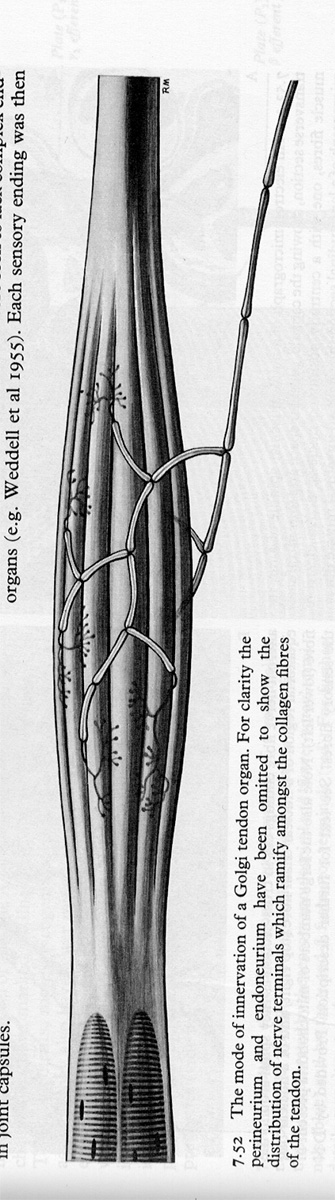 organs (e.g. Weddell et al 1955). Each sensory ending was then
in joint capsules.
RM
7.52 The mode of innervation of a Golgi tendon organ. For clarity the
perineurium and endoneurium have been omitted to show the
distribution of nerve terminals which ramify amongst the collagen fibres
of the tendon.